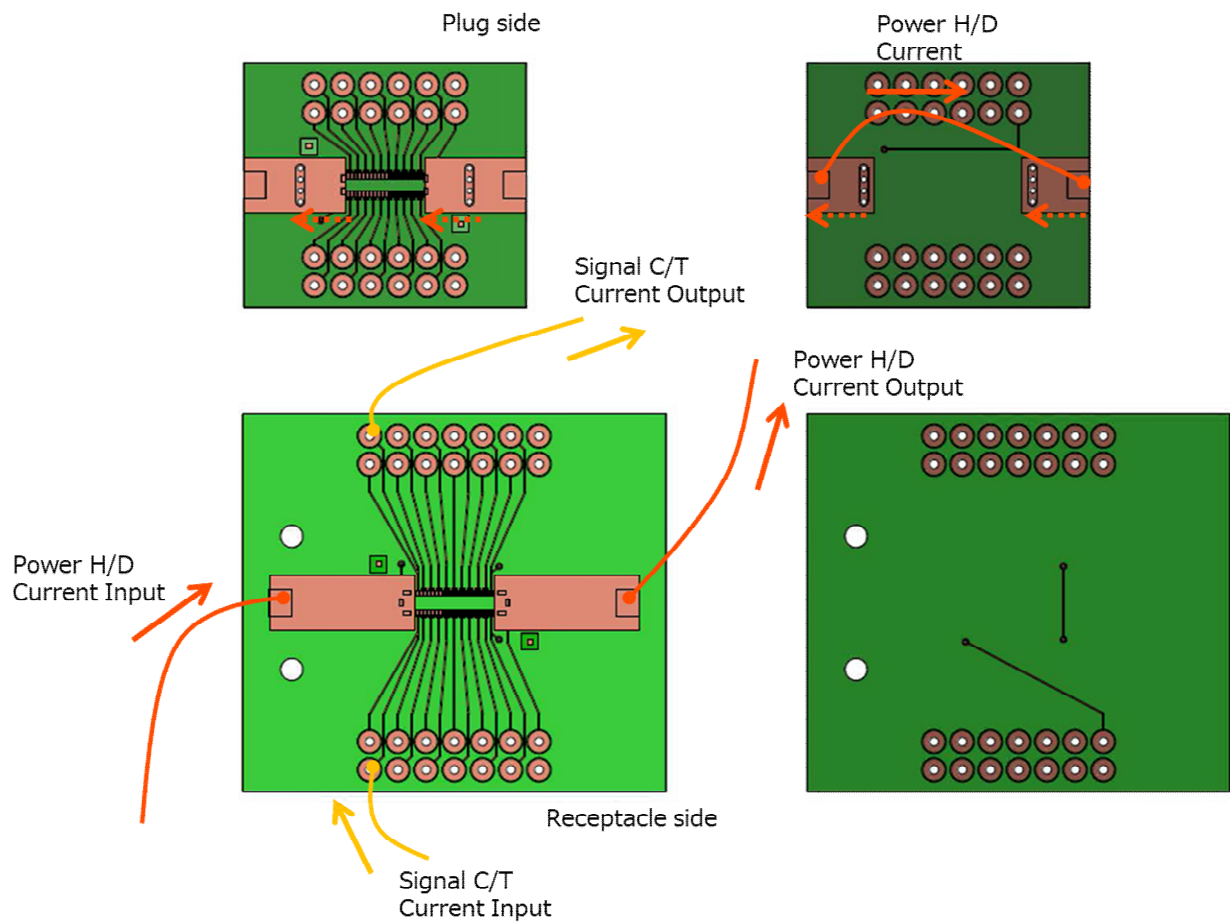 Plug side
Power H/D
Current
Signal C/T
Current Output
Power H/D
Current Output
Power H/D
Current Input
Receptacle side
Signal C/T
Current Input